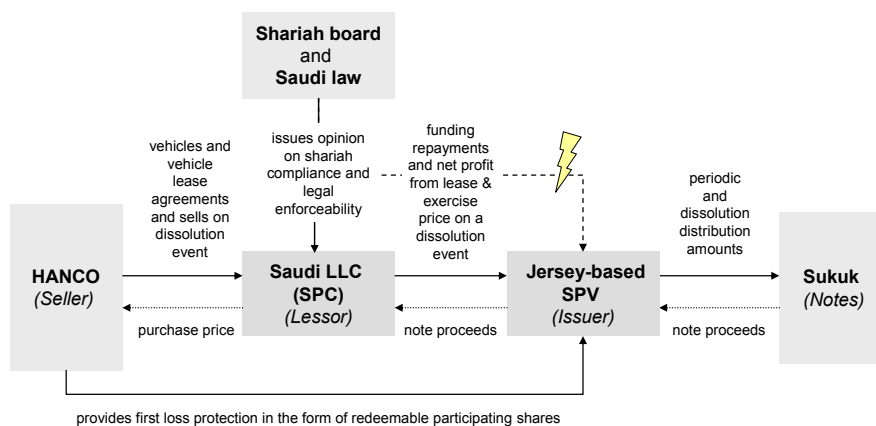 Shariah board
and
Saudi law
vehicles and
vehicle
lease
agreements
and sells on
dissolution
event
issues opinion
on shariah
compliance and
legal
enforceability
funding
repayments
and net profit
from lease &
exercise
price on a
dissolution
event
periodic
and
dissolution
distribution
amounts
HANCO
(Seller)
Saudi LLC
(SPC)
(Lessor)
Jersey-based
SPV
(Issuer)
Sukuk
(Notes)
purchase price
note proceeds
note proceeds
provides first loss protection in the form of redeemable participating shares